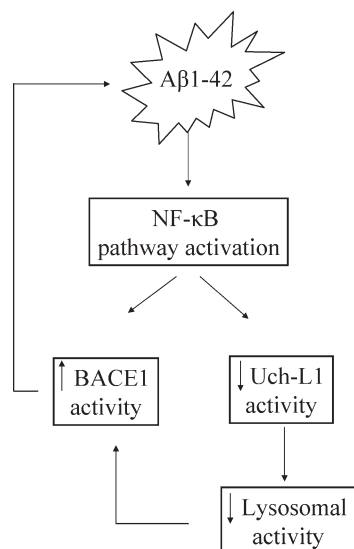 Aβ1-42
NF-κB
pathway activation
↑ BACE1
activity
↓ Uch-L1
activity
↓ Lysosomal
activity